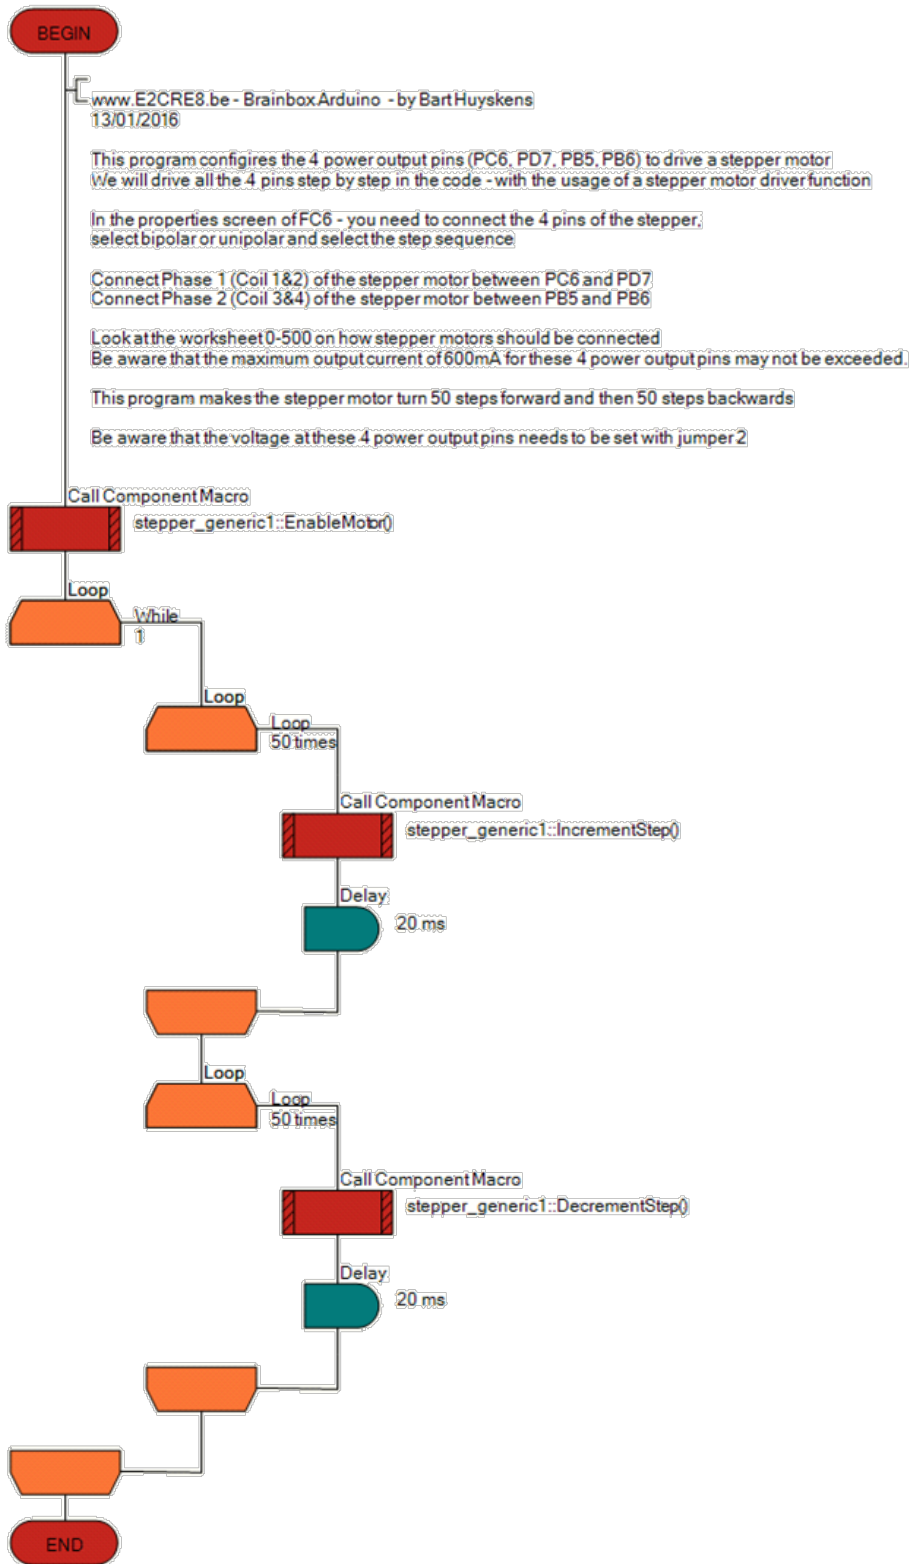 BEGIN
www.E2CRE8.be - Brainbox Arduino - by Bart Huyskens
13/01/2016
This program configires the 4 power output pins (PC6, PD7, PB5, PB6) to drive a stepper motor
We will drive all the 4 pins step by step in the code - with the usage of a stepper motor driver function
In the properties screen of FC6 - you need to connect the 4 pins of the stepper,
select bipolar or unipolar and select the step sequence
Connect Phase 1 (Coil 1&2) of the stepper motor between PC6 and PD7
Connect Phase 2 (Coil 3&4) of the stepper motor between PB5 and PB6
Look at the worksheet 0-500 on how stepper motors should be connected
Be aware that the maximum output current of 600mA for these 4 power output pins may not be exceeded.
This program makes the stepper motor turn 50 steps forward and then 50 steps backwards
Be aware that the voltage at these 4 power output pins needs to be set with jumper 2
Call Component Macro
stepper_generic1::EnableMotor()
Loop
While
1
Loop
Loop
50 times
Call Component Macro
stepper_generic1::IncrementStep()
Delay
20 ms
Loop
Loop
50 times
Call Component Macro
stepper_generic1::DecrementStep()
Delay
20 ms
END